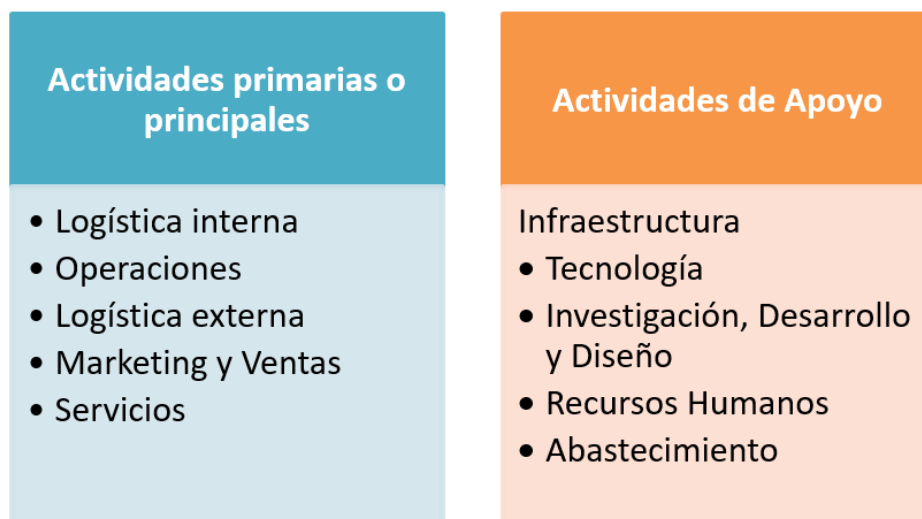 Actividades primarias o
principales
• Logística interna
• Operaciones
• Logística externa
• Marketing y Ventas
• Servicios
Actividades de Apoyo
Infraestructura
• Tecnología
• Investigación, Desarrollo
y Diseño
• Recursos Humanos
• Abastecimiento